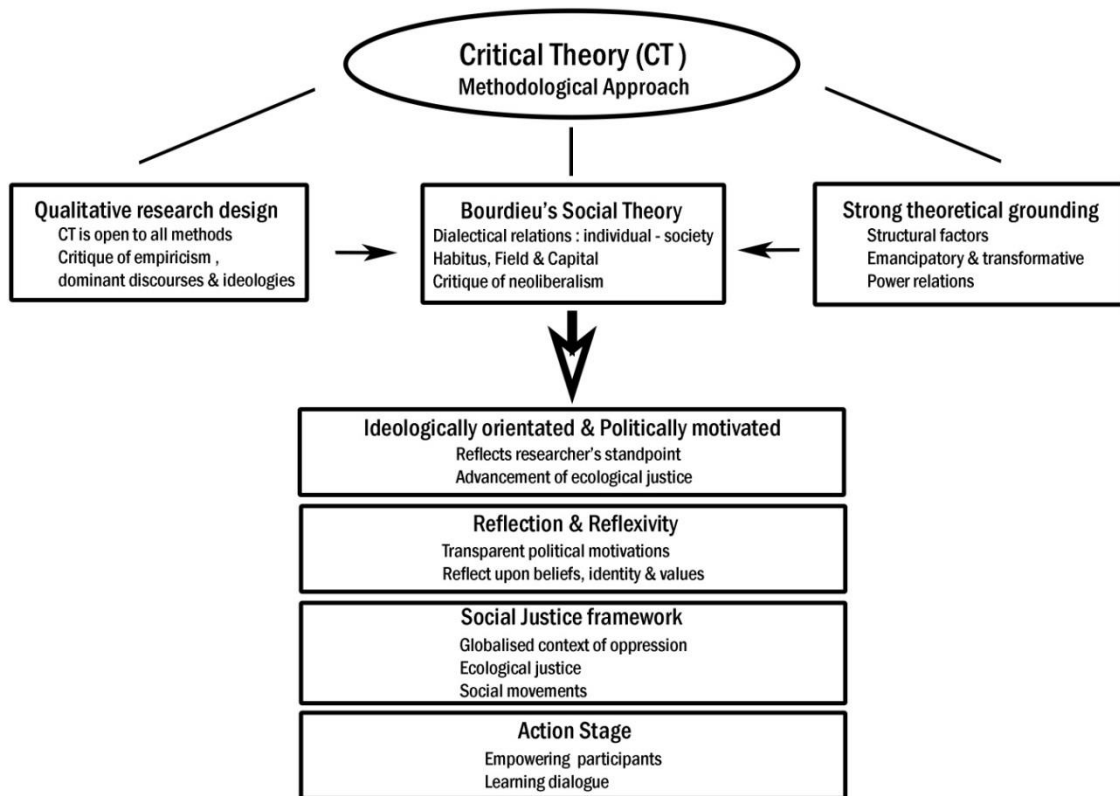 Critical Theory (CT )
Methodological Approach
Qualitative research design
CT is open to all methods
Critique of empiricism ,
dominant discourses & ideologies
Bourdieu's Social Theory
Dialectical relations : individual - society
Habitus, Field & Capital
Critique of neoliberalism
Strong theoretical grounding
Structural factors
Emancipatory & transformative
Power relations
Ideologically orientated & Politically motivated
Reflects researcher's standpoint
Advancement of ecological justice
Reflection & Reflexivity
Transparent political motivations
Reflect upon beliefs, identity & values
Social Justice framework
Globalised context of oppression
Ecological justice
Social movements
Action Stage
Empowering participants
Learning dialogue